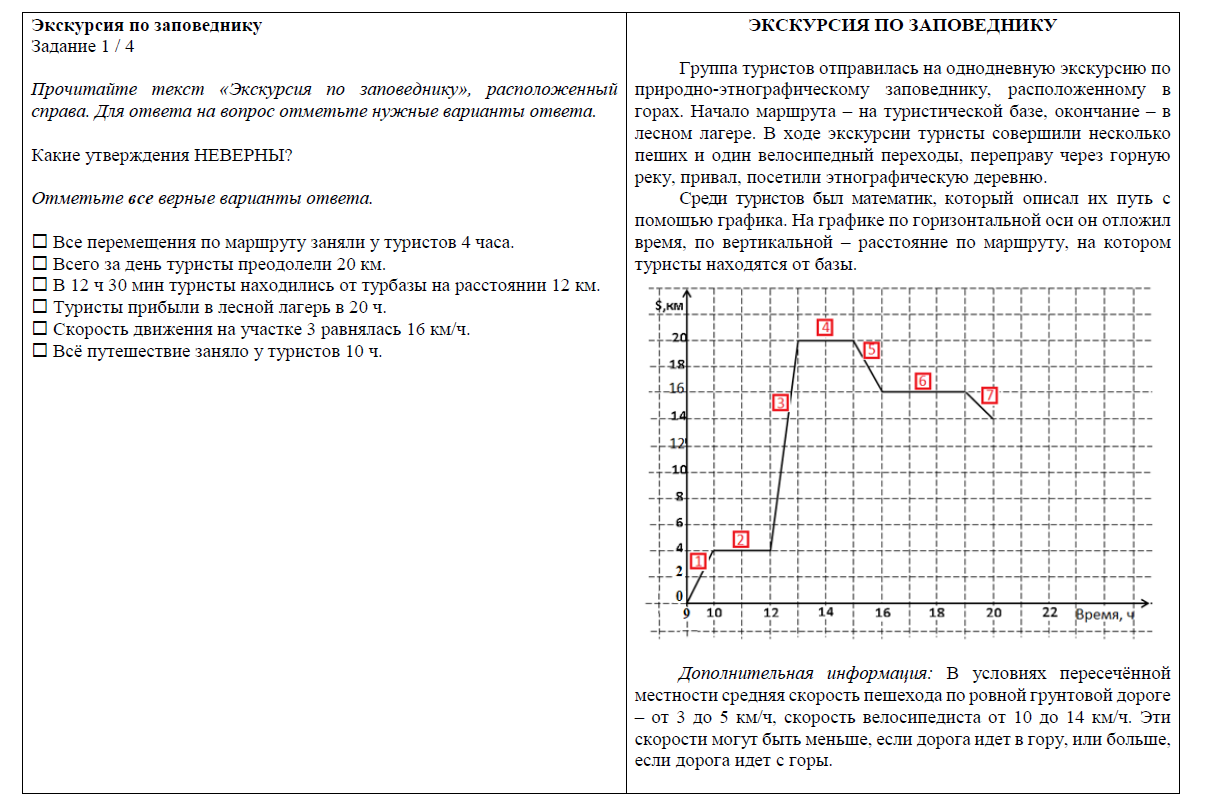 Экскурсия по заповеднику
Задание 1 / 4
Прочитайте текст «Экскурсия по заповеднику», расположенный
справа. Для ответа на вопрос отметьте нужные варианты ответа.
Какие утверждения НЕВЕРНЫ?
Отметьте все верные варианты ответа.
☐ Все перемещения по маршруту заняли у туристов 4 часа.
☐ Всего за день туристы преодолели 20 км.
☐ В 12 ч 30 мин туристы находились от турбазы на расстоянии 12 км.
☐ Туристы прибыли в лесной лагерь в 20 ч.
☐ Скорость движения на участке 3 равнялась 16 км/ч.
☐ Всё путешествие заняло у туристов 10 ч.
ЭКСКУРСИЯ ПО ЗАПОВЕДНИКУ
Группа туристов отправилась на однодневную экскурсию по
природно-этнографическому заповеднику, расположенному в
горах. Начало маршрута – на туристической базе, окончание – в
лесном лагере. В ходе экскурсии туристы совершили несколько
пеших и один велосипедный переходы, переправу через горную
реку, привал, посетили этнографическую деревню.
Среди туристов был математик, который описал их путь с
помощью графика. На графике по горизонтальной оси он отложил
время, по вертикальной – расстояние по маршруту, на котором
туристы находятся от базы.
S,км
20
18
16
14
12
10
8
6
4
2
0
1
2
3
4
5
6
7
9 10 12 14 16 18 20 22 Время, ч
Дополнительная информация: В условиях пересечённой
местности средняя скорость пешехода по ровной грунтовой дороге
– от 3 до 5 км/ч, скорость велосипедиста от 10 до 14 км/ч. Эти
скорости могут быть меньше, если дорога идет в гору, или больше,
если дорога идет с горы.